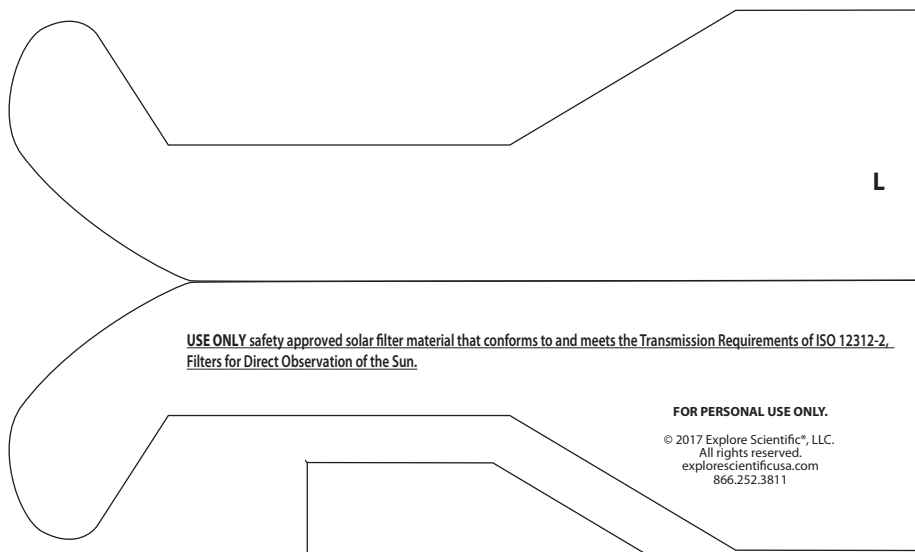 L
USE ONLY safety approved solar filter material that conforms to and meets the Transmission Requirements of ISO 12312-2,
Filters for Direct Observation of the Sun.
FOR PERSONAL USE ONLY.
© 2017 Explore Scientific®, LLC.
All rights reserved.
explorescientificusa.com
866.252.3811